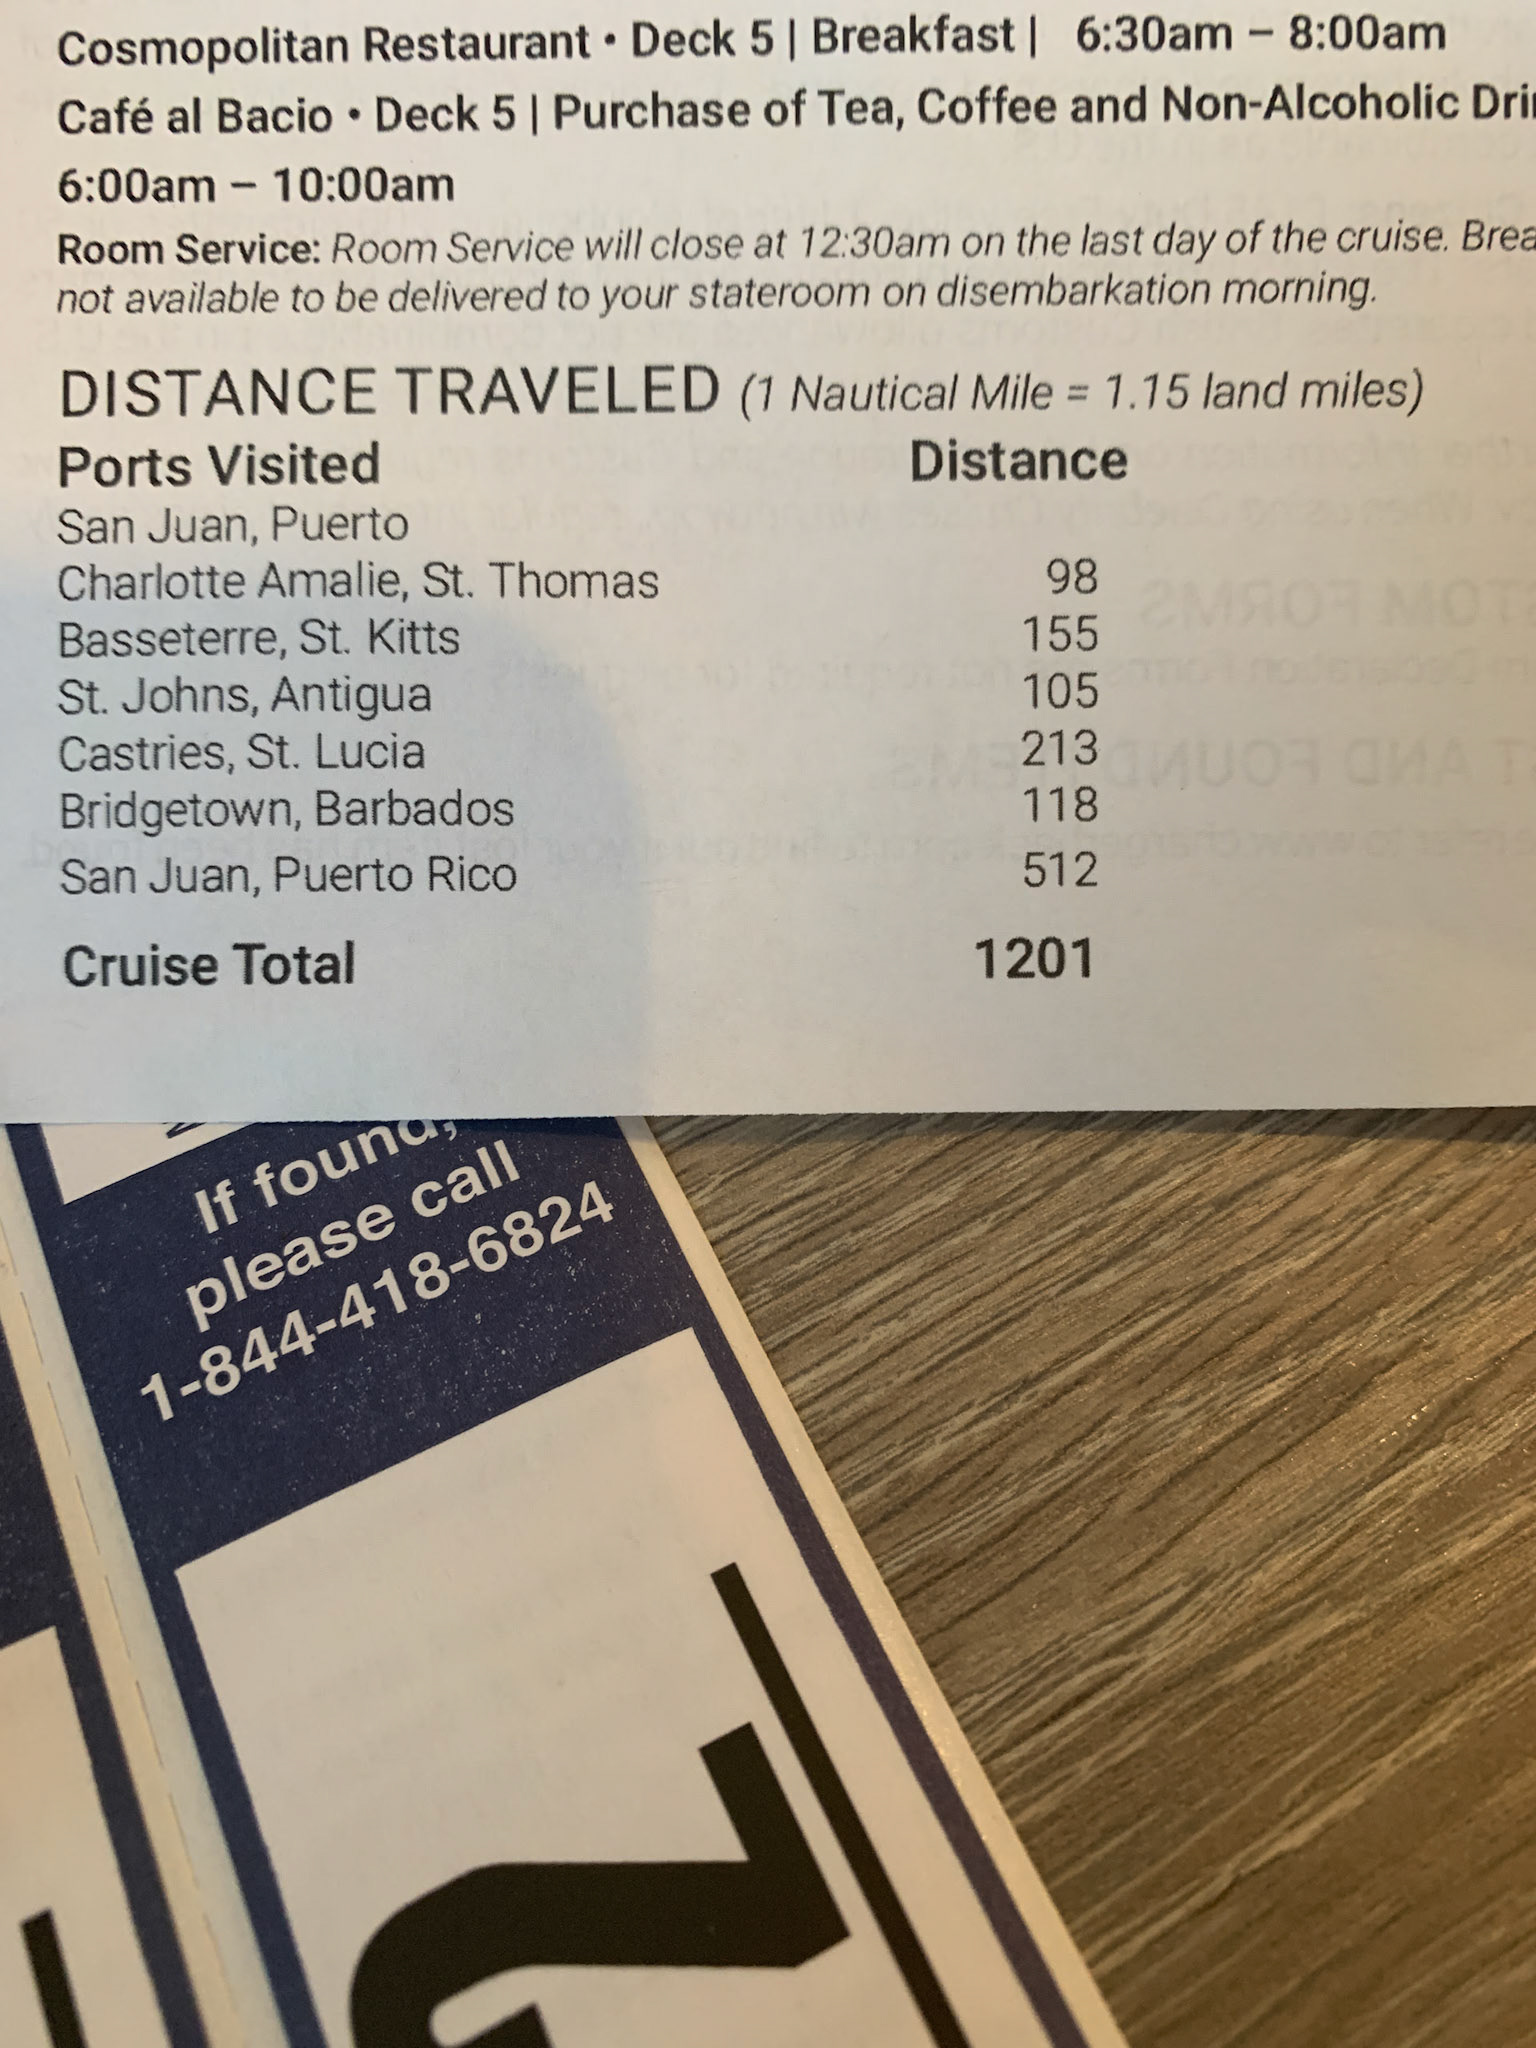 Cosmopolitan Restaurant • Deck 5 | Breakfast | 6:30am – 8:00am
Café al Bacio • Deck 5 | Purchase of Tea, Coffee and Non-Alcoholic
6:00am – 10:00am
Room Service: Room Service will close at 12:30am on the last day of the cruise.
not available to be delivered to your stateroom on disembarkation morning.
DISTANCE TRAVELED (1 Nautical Mile = 1.15 land miles)
Ports Visited Distance
San Juan, Puerto
Charlotte Amalie, St. Thomas 98
Basseterre, St. Kitts 155
St. Johns, Antigua 105
Castries, St. Lucia 213
Bridgetown, Barbados 118
San Juan, Puerto Rico 512
Cruise Total 1201
If found,
please call
1-844-418-6824